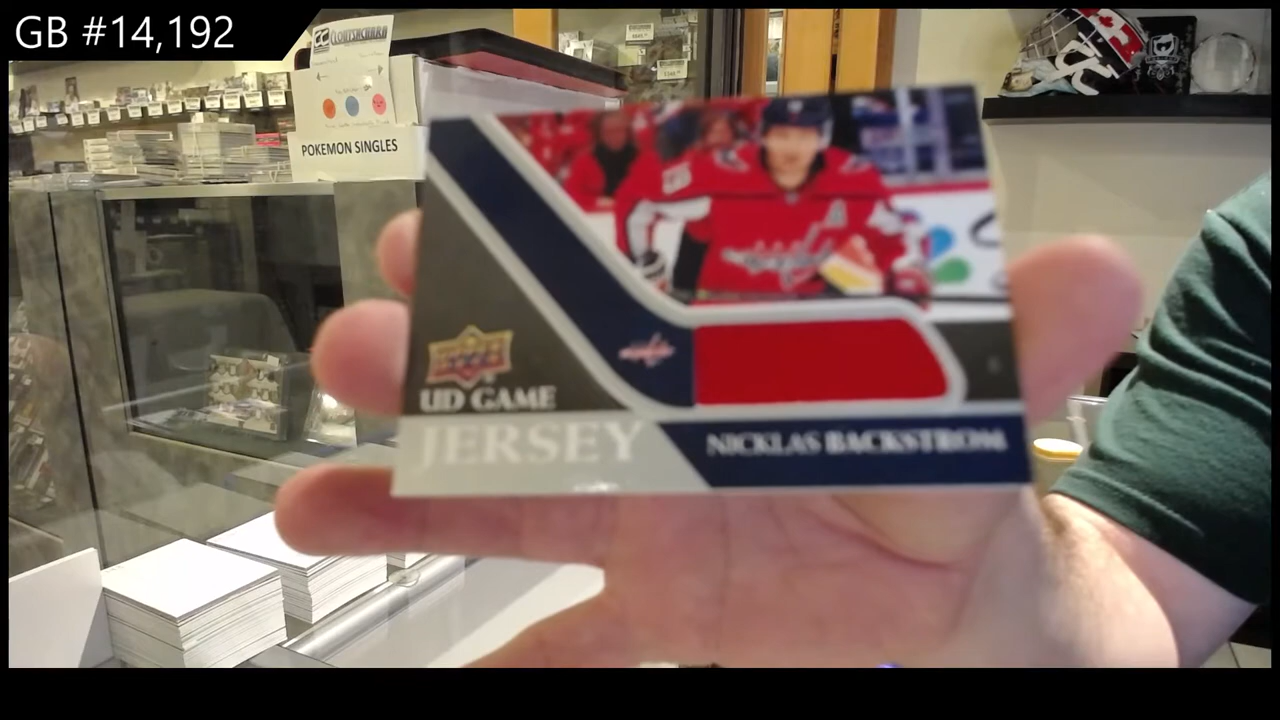 GB #14,192
POKEMON SINGLES
UD GAME
JERSEY
NICKLAS BACKSTROM